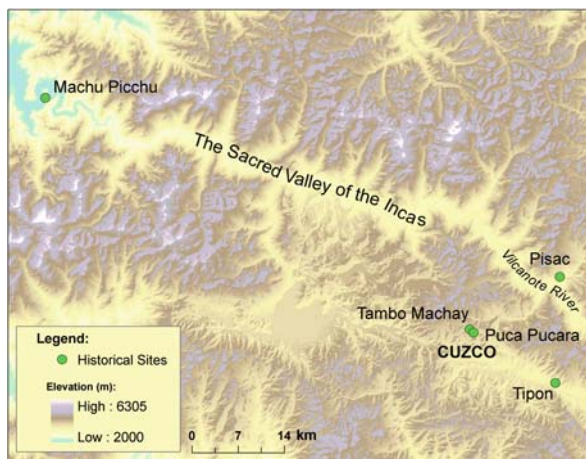 Machu Picchu
The Sacred Valley of the Incas
Pisac
Vilcanote River
Tambo Machay
Puca Pucara
CUZCO
Tipon
Legend:
Historical Sites
Elevation (m):
High : 6305
Low : 2000
0 7 14 km